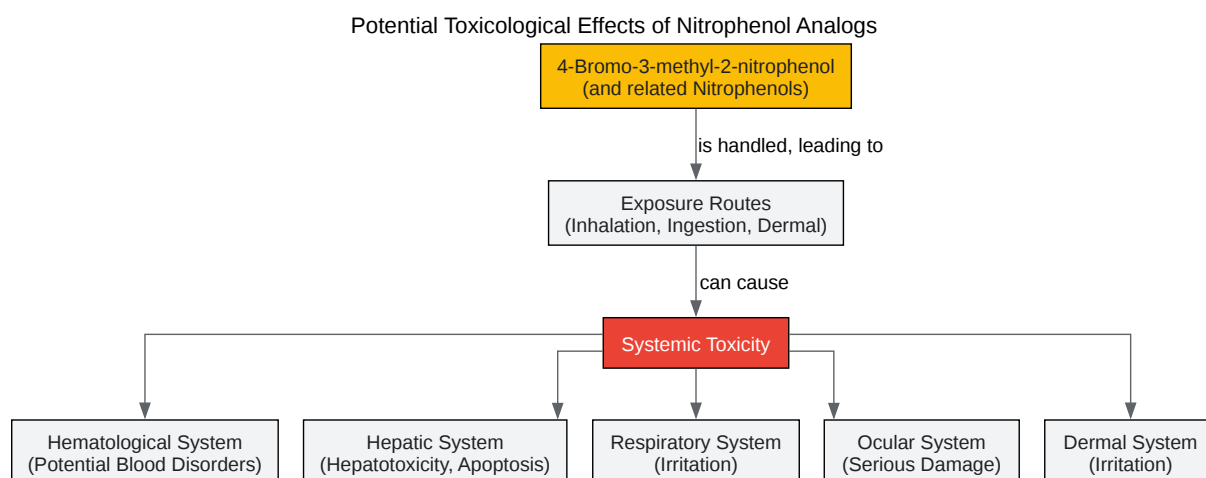 Potential Toxicological Effects of Nitrophenol Analogs
4-Bromo-3-methyl-2-nitrophenol
(and related Nitrophenols)
is handled, leading to
Exposure Routes
(Inhalation, Ingestion, Dermal)
can cause
Systemic Toxicity
Hematological System
(Potential Blood Disorders)
Hepatic System
(Hepatotoxicity, Apoptosis)
Respiratory System
(Irritation)
Ocular System
(Serious Damage)
Dermal System
(Irritation)